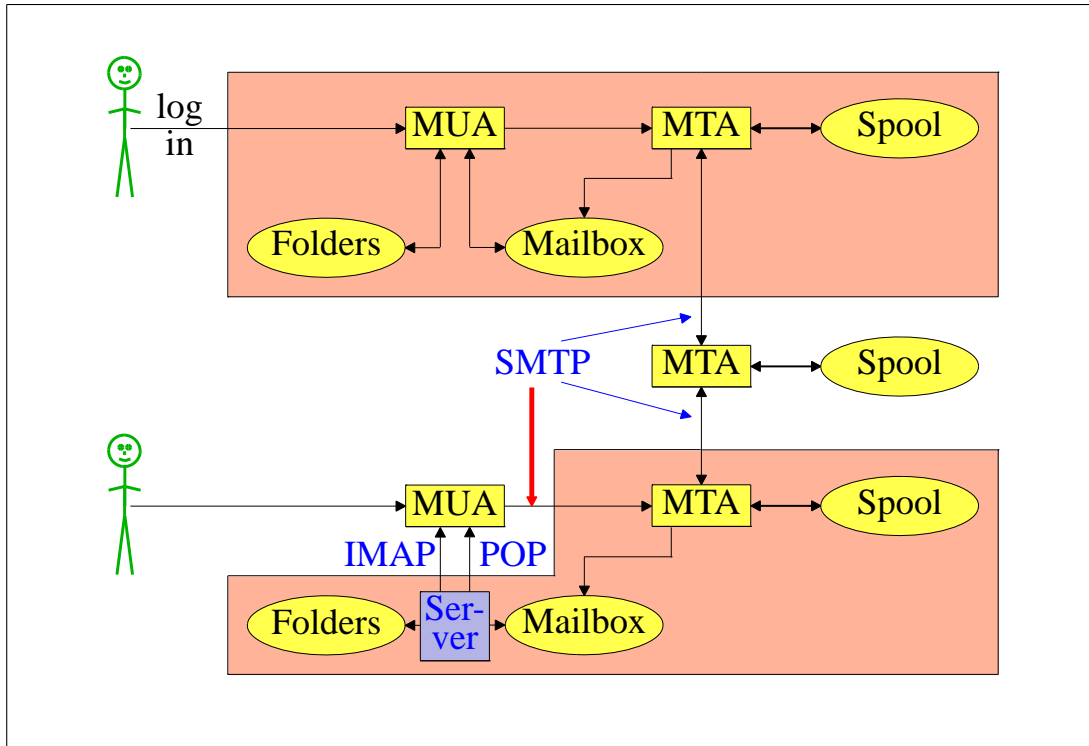 log
in
MUA
MTA
Spool
Folders
Mailbox
SMTP
MTA
Spool
MUA
MTA
Spool
IMAP
POP
Folders
Ser-
ver
Mailbox